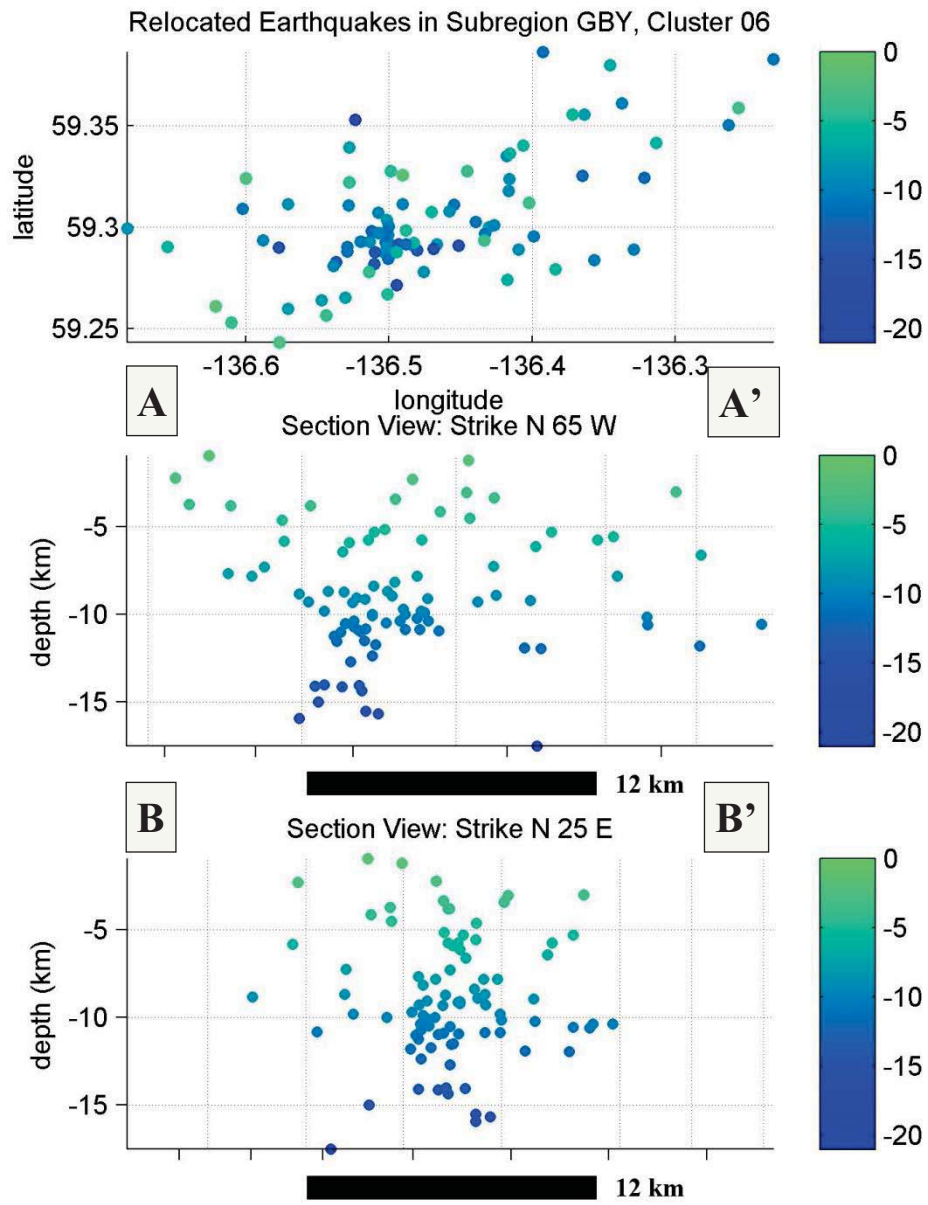 Relocated Earthquakes in Subregion GBY, Cluster 06
0
-5
-10
-15
-20
59.35
59.3
59.25
latitude
-136.6 -136.5 -136.4 -136.3
longitude
A A’
Section View: Strike N 65 W
0
-5
-10
-15
-20
-5
-10
-15
depth (km)
12 km
B B’
Section View: Strike N 25 E
0
-5
-10
-15
-20
-5
-10
-15
depth (km)
12 km